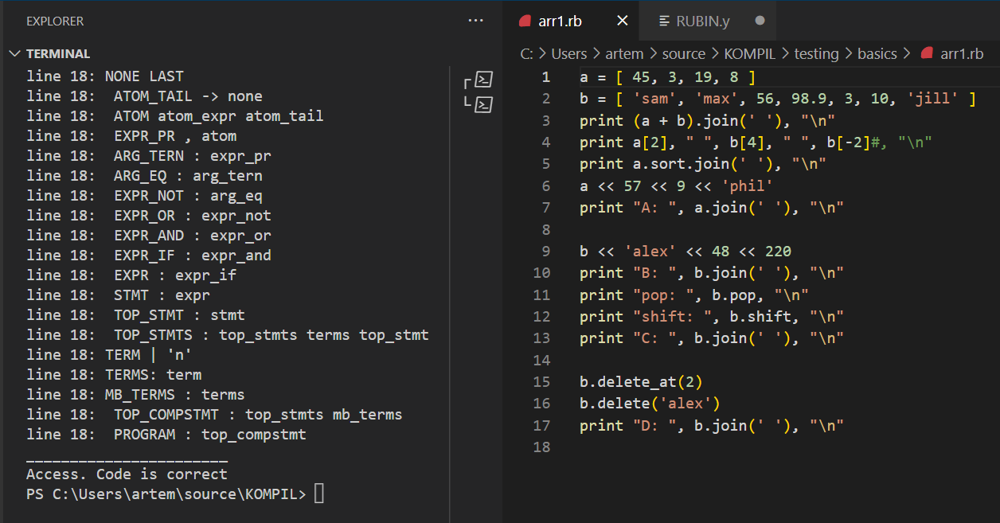 EXPLORER
TERMINAL
line 18: NONE LAST
line 18:  ATOM_TAIL -> none
line 18:  ATOM atom_expr atom_tail
line 18:  EXPR_PR , atom
line 18:  ARG_TERN : expr_pr
line 18:  ARG_EQ : arg_tern
line 18:  EXPR_NOT : arg_eq
line 18:  EXPR_OR : expr_not
line 18:  EXPR_AND : expr_or
line 18:  EXPR_IF : expr_and
line 18:  EXPR : expr_if
line 18:  STMT : expr
line 18:  TOP_STMT : stmt
line 18:  TOP_STMTS : top_stmts terms top_stmt
line 18: TERM | 'n'
line 18: TERMS: term
line 18: MB_TERMS : terms
line 18:  TOP_COMPSTMT : top_stmts mb_terms
line 18:  PROGRAM : top_compstmt
_______________________
Access. Code is correct
PS C:\Users\artem\source\KOMPIL>
arr1.rb
RUBIN.y
C: > Users > artem > source > KOMPIL > testing > basics > arr1.rb
1 a = [ 45, 3, 19, 8 ]
2 b = [ 'sam', 'max', 56, 98.9, 3, 10, 'jill' ]
3 print (a + b).join(' '), "\n"
4 print a[2], " ", b[4], " ", b[-2]#, "\n"
5 print a.sort.join(' '), "\n"
6 a << 57 << 9 << 'phil'
7 print "A: ", a.join(' '), "\n"
8
9 b << 'alex' << 48 << 220
10 print "B: ", b.join(' '), "\n"
11 print "pop: ", b.pop, "\n"
12 print "shift: ", b.shift, "\n"
13 print "C: ", b.join(' '), "\n"
14
15 b.delete_at(2)
16 b.delete('alex')
17 print "D: ", b.join(' '), "\n"
18